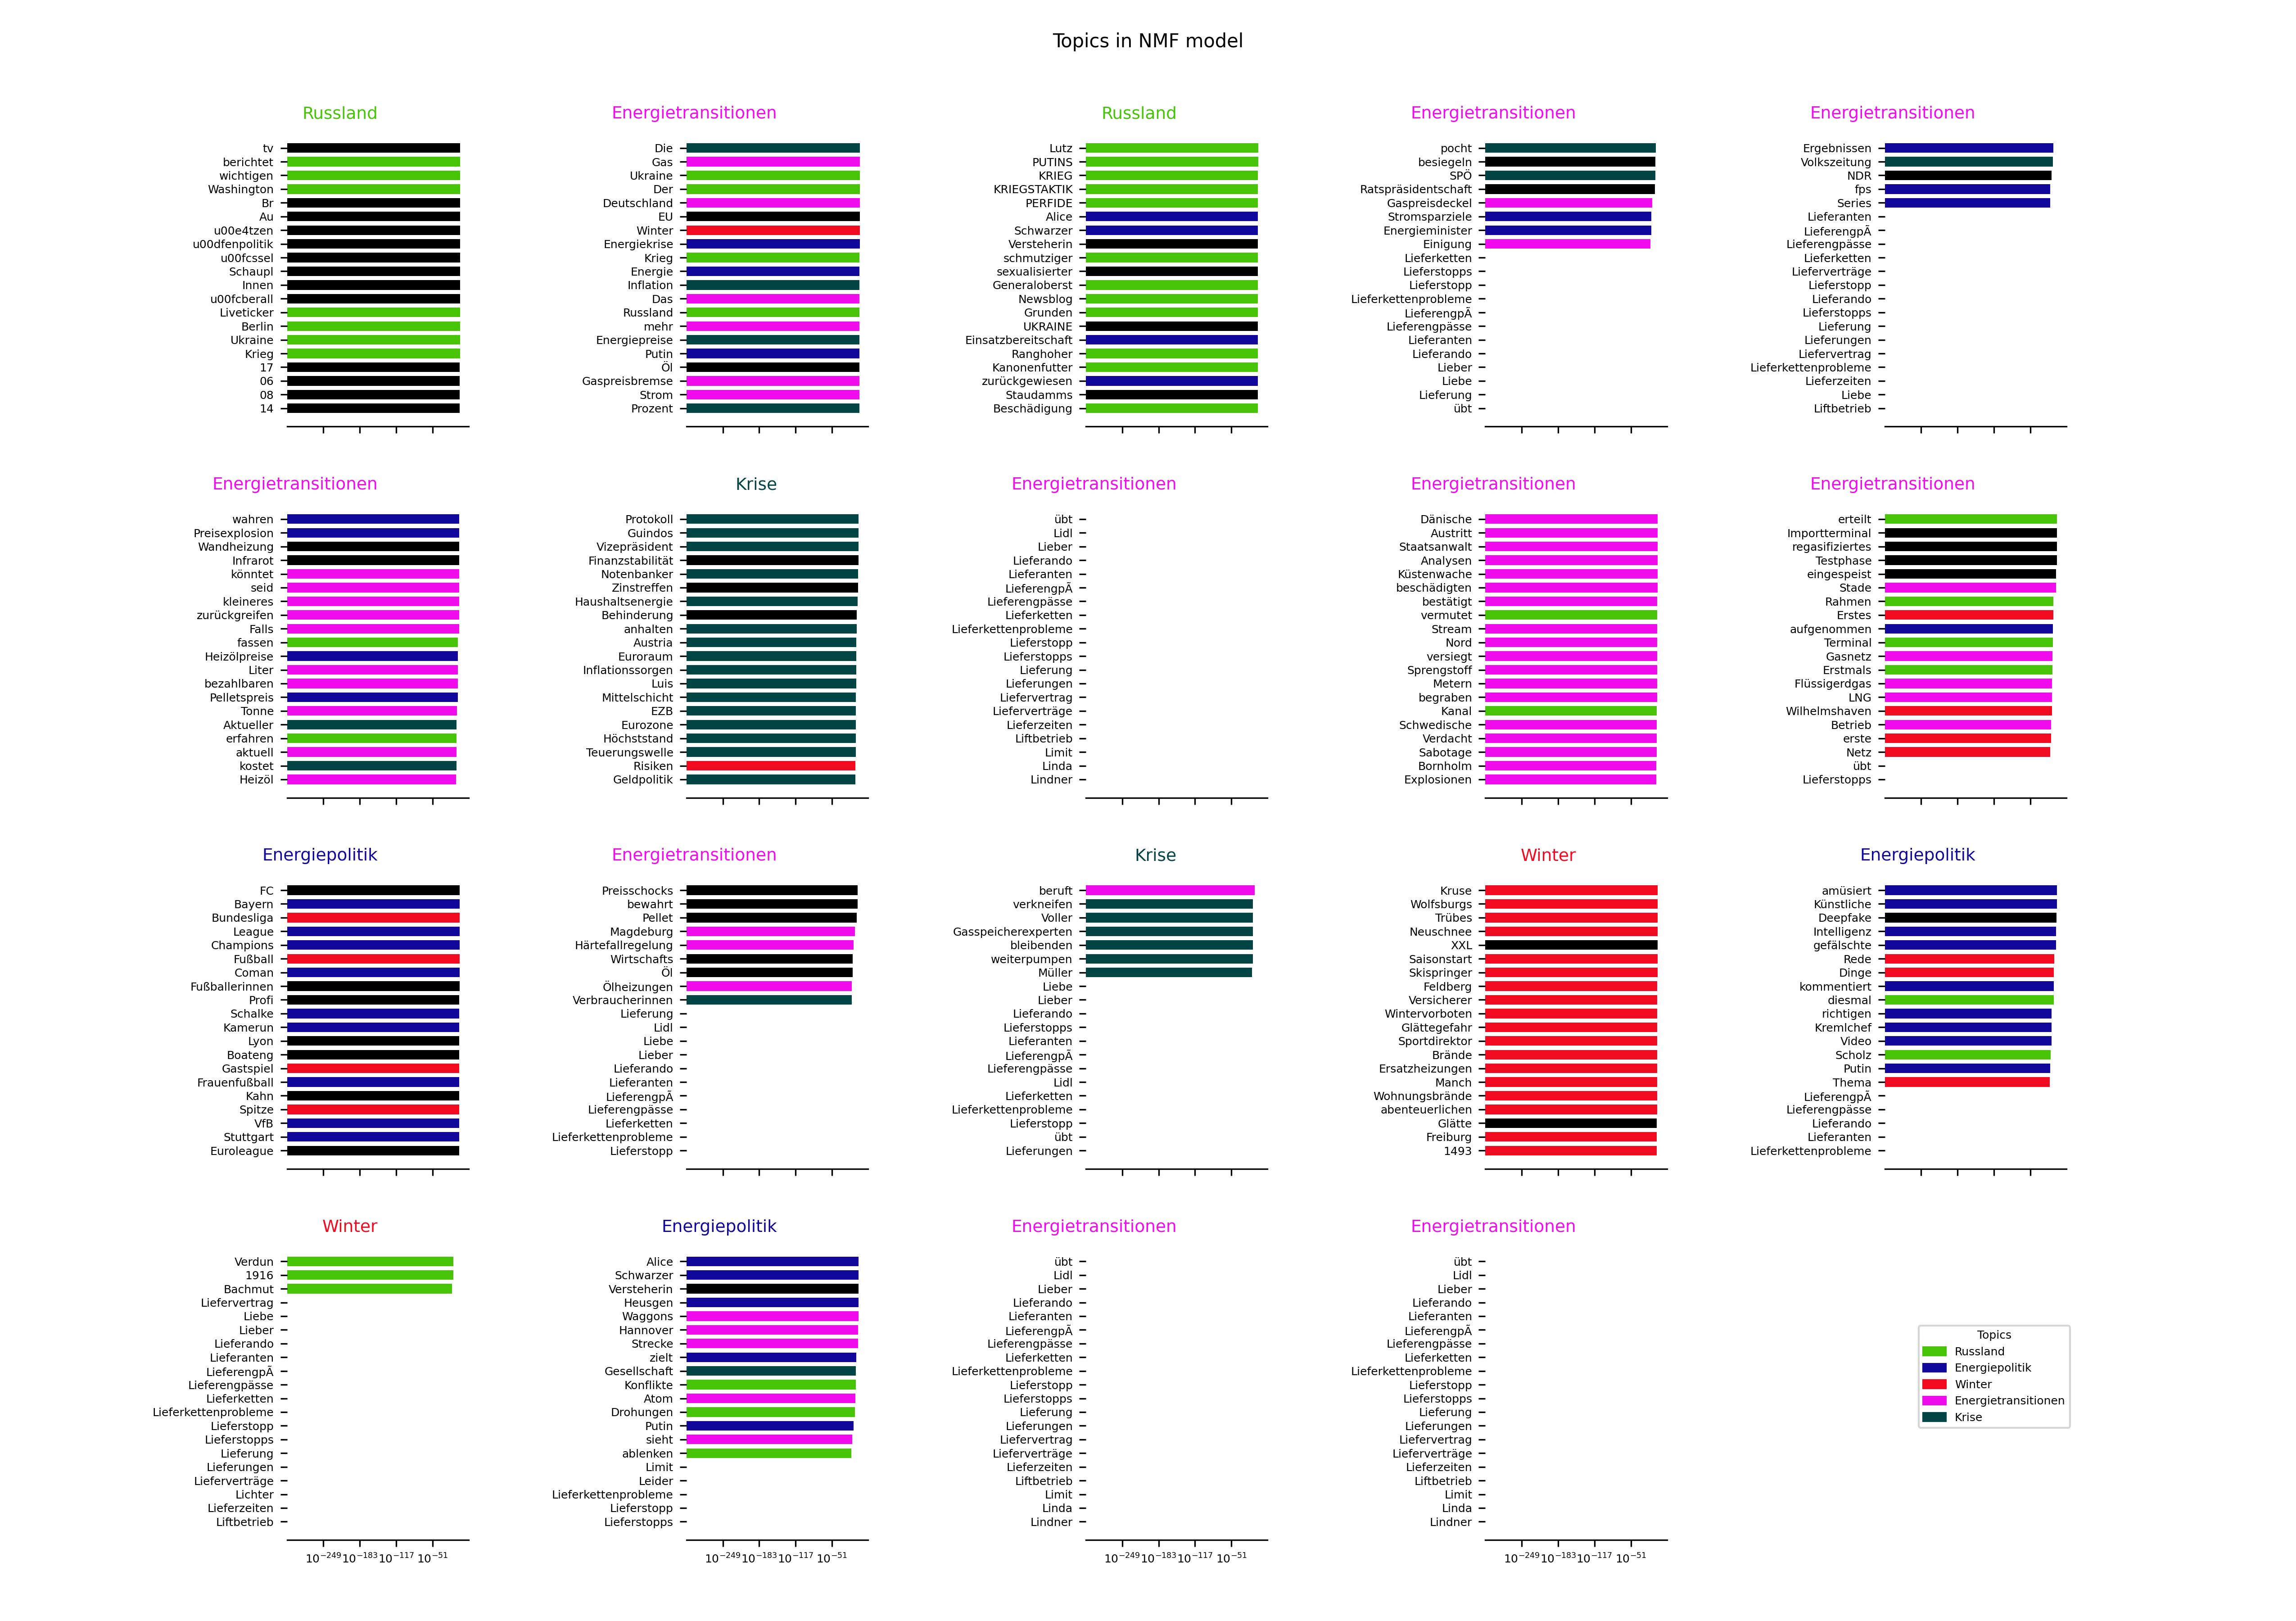 Topics in NMF model
Russland
tv
berichtet
wichtigen
Washington
Br
Au
u00e4tzen
u00dfenpolitik
u00fcssel
Schaupl
Innen
u00fcberall
Liveticker
Berlin
Ukraine
Krieg
17
06
08
14
Energietransitionen
Die
Gas
Ukraine
Der
Deutschland
EU
Winter
Energiekrise
Krieg
Energie
Inflation
Das
Russland
mehr
Energiepreise
Putin
Öl
Gaspreisbremse
Strom
Prozent
Russland
Lutz
PUTINS
KRIEG
KRIEGSTAKTIK
PERFIDE
Alice
Schwarzer
Versteherin
schmutziger
sexualisierter
Generaloberst
Newsblog
Grunden
UKRAINE
Einsatzbereitschaft
Ranghoher
Kanonenfutter
zurückgewiesen
Staudamms
Beschädigung
Energietransitionen
pocht
besiegeln
SPÖ
Ratspräsidentschaft
Gaspreisdeckel
Stromsparziele
Energieminister
Einigung
Lieferketten
Lieferstopps
Lieferstopp
Lieferkettenprobleme
LieferengpÃ
Lieferengpässe
Lieferanten
Lieferando
Lieber
Liebe
Lieferung
übt
Energietransitionen
Ergebnissen
Volkszeitung
NDR
fps
Series
Lieferanten
LieferengpÃ
Lieferengpässe
Lieferketten
Lieferverträge
Lieferstopp
Lieferando
Lieferstopps
Lieferung
Lieferungen
Liefervertrag
Lieferkettenprobleme
Lieferzeiten
Liebe
Liftbetrieb
Energietransitionen
wahren
Preisexplosion
Wandheizung
Infrarot
könntet
seid
kleineres
zurückgreifen
Falls
fassen
Heizölpreise
Liter
bezahlbaren
Pelletspreis
Tonne
Aktueller
erfahren
aktuell
kostet
Heizöl
Krise
Protokoll
Guindos
Vizepräsident
Finanzstabilität
Notenbanker
Zinstreffen
Haushaltsenergie
Behinderung
anhalten
Austria
Euroraum
Inflationssorgen
Luis
Mittelschicht
EZB
Eurozone
Höchststand
Teuerungswelle
Risiken
Geldpolitik
Energietransitionen
übt
Lidl
Lieber
Lieferando
Lieferanten
LieferengpÃ
Lieferengpässe
Lieferketten
Lieferkettenprobleme
Lieferstopp
Lieferstopps
Lieferung
Lieferungen
Liefervertrag
Lieferverträge
Lieferzeiten
Liftbetrieb
Limit
Linda
Lindner
Energietransitionen
Dänische
Austritt
Staatsanwalt
Analysen
Küstenwache
beschädigten
bestätigt
vermutet
Stream
Nord
versiegt
Sprengstoff
Metern
begraben
Kanal
Schwedische
Verdacht
Sabotage
Bornholm
Explosionen
Energietransitionen
erteilt
Importterminal
regasifiziertes
Testphase
eingespeist
Stade
Rahmen
Erstes
aufgenommen
Terminal
Gasnetz
Erstmals
Flüssigerdgas
LNG
Wilhelmshaven
Betrieb
erste
Netz
übt
Lieferstopps
Energiepolitik
FC
Bayern
Bundesliga
League
Champions
Fußball
Coman
Fußballerinnen
Profi
Schalke
Kamerun
Lyon
Boateng
Gastspiel
Frauenfußball
Kahn
Spitze
VfB
Stuttgart
Euroleague
Energietransitionen
Preisschocks
bewahrt
Pellet
Magdeburg
Härtefallregelung
Wirtschafts
Öl
Ölheizungen
Verbraucherinnen
Lieferung
Lidl
Liebe
Lieber
Lieferando
Lieferanten
LieferengpÃ
Lieferengpässe
Lieferketten
Lieferkettenprobleme
Lieferstopp
Krise
beruft
verkneifen
Voller
Gasspeicherexperten
bleibenden
weiterpumpen
Müller
Liebe
Lieber
Lieferando
Lieferstopps
Lieferanten
LieferengpÃ
Lieferengpässe
Lidl
Lieferketten
Lieferkettenprobleme
Lieferstopp
übt
Lieferungen
Winter
Kruse
Wolfsburgs
Trübes
Neuschnee
XXL
Saisonstart
Skispringer
Feldberg
Versicherer
Wintervorboten
Glättegefahr
Sportdirektor
Brände
Ersatzheizungen
Manch
Wohnungsbrände
abenteuerlichen
Glätte
Freiburg
1493
Energiepolitik
amüsiert
Künstliche
Deepfake
Intelligenz
gefälschte
Rede
Dinge
kommentiert
diesmal
richtigen
Kremlchef
Video
Scholz
Putin
Thema
LieferengpÃ
Lieferengpässe
Lieferando
Lieferanten
Lieferkettenprobleme
Winter
Verdun
1916
Bachmut
Liefervertrag
Liebe
Lieber
Lieferando
Lieferanten
LieferengpÃ
Lieferengpässe
Lieferketten
Lieferkettenprobleme
Lieferstopp
Lieferstopps
Lieferung
Lieferungen
Lieferverträge
Lichter
Lieferzeiten
Liftbetrieb
10^-249 10^-183 10^-117 10^-51
Energiepolitik
Alice
Schwarzer
Versteherin
Heusgen
Waggons
Hannover
Strecke
zielt
Gesellschaft
Konflikte
Atom
Drohungen
Putin
sieht
ablenken
Limit
Leider
Lieferkettenprobleme
Lieferstopp
Lieferstopps
10^-249 10^-183 10^-117 10^-51
Energietransitionen
übt
Lidl
Lieber
Lieferando
Lieferanten
LieferengpÃ
Lieferengpässe
Lieferketten
Lieferkettenprobleme
Lieferstopp
Lieferstopps
Lieferung
Lieferungen
Liefervertrag
Lieferverträge
Lieferzeiten
Liftbetrieb
Limit
Linda
Lindner
10^-249 10^-183 10^-117 10^-51
Energietransitionen
übt
Lidl
Lieber
Lieferando
Lieferanten
LieferengpÃ
Lieferengpässe
Lieferketten
Lieferkettenprobleme
Lieferstopp
Lieferstopps
Lieferung
Lieferungen
Liefervertrag
Lieferverträge
Lieferzeiten
Liftbetrieb
Limit
Linda
Lindner
10^-249 10^-183 10^-117 10^-51
Topics
Russland
Energiepolitik
Winter
Energietransitionen
Krise